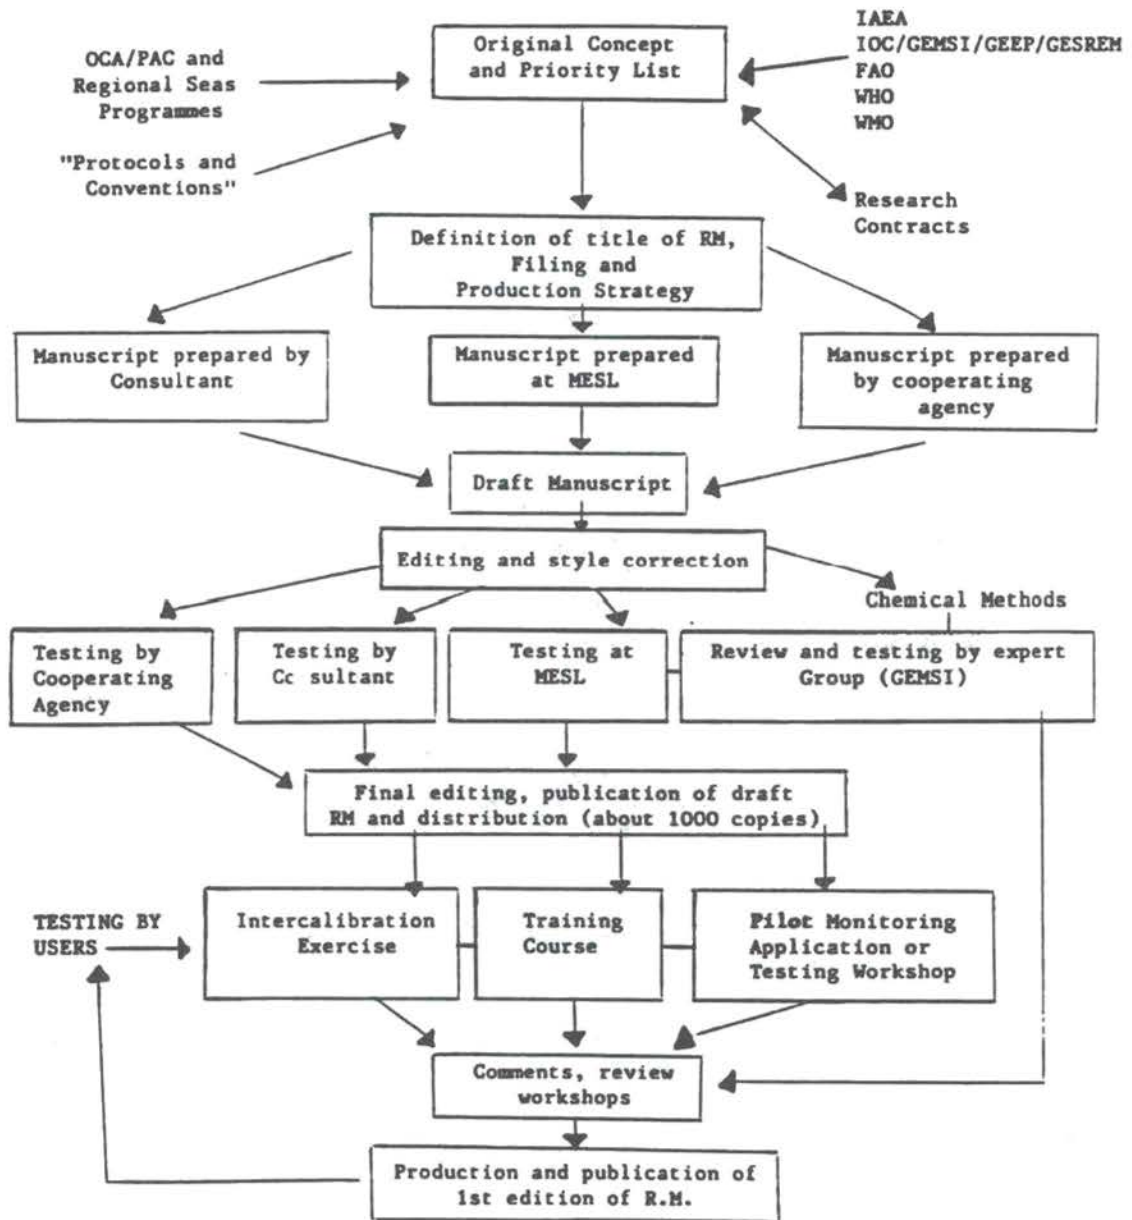 OCA/PAC and
Regional Seas
Programmes
"Protocols and
Conventions"
Original Concept
and Priority List
IAEA
IOC/GEMSI/GEEP/GESREM
FAO
WHO
WMO
Research
Contracts
Definition of title of RM,
Filing and
Production Strategy
Manuscript prepared by
Consultant
Manuscript prepared
at MESL
Manuscript prepared
by cooperating
agency
Draft Manuscript
Editing and style correction
Chemical Methods
Testing by
Cooperating
Agency
Testing by
Cc sultant
Testing at
MESL
Review and testing by expert
Group (GEMSI)
Final editing, publication of draft
RM and distribution (about 1000 copies)
TESTING BY
USERS
Intercalibration
Exercise
Training
Course
Pilot Monitoring
Application or
Testing Workshop
Comments, review
workshops
Production and publication of
1st edition of R.M.